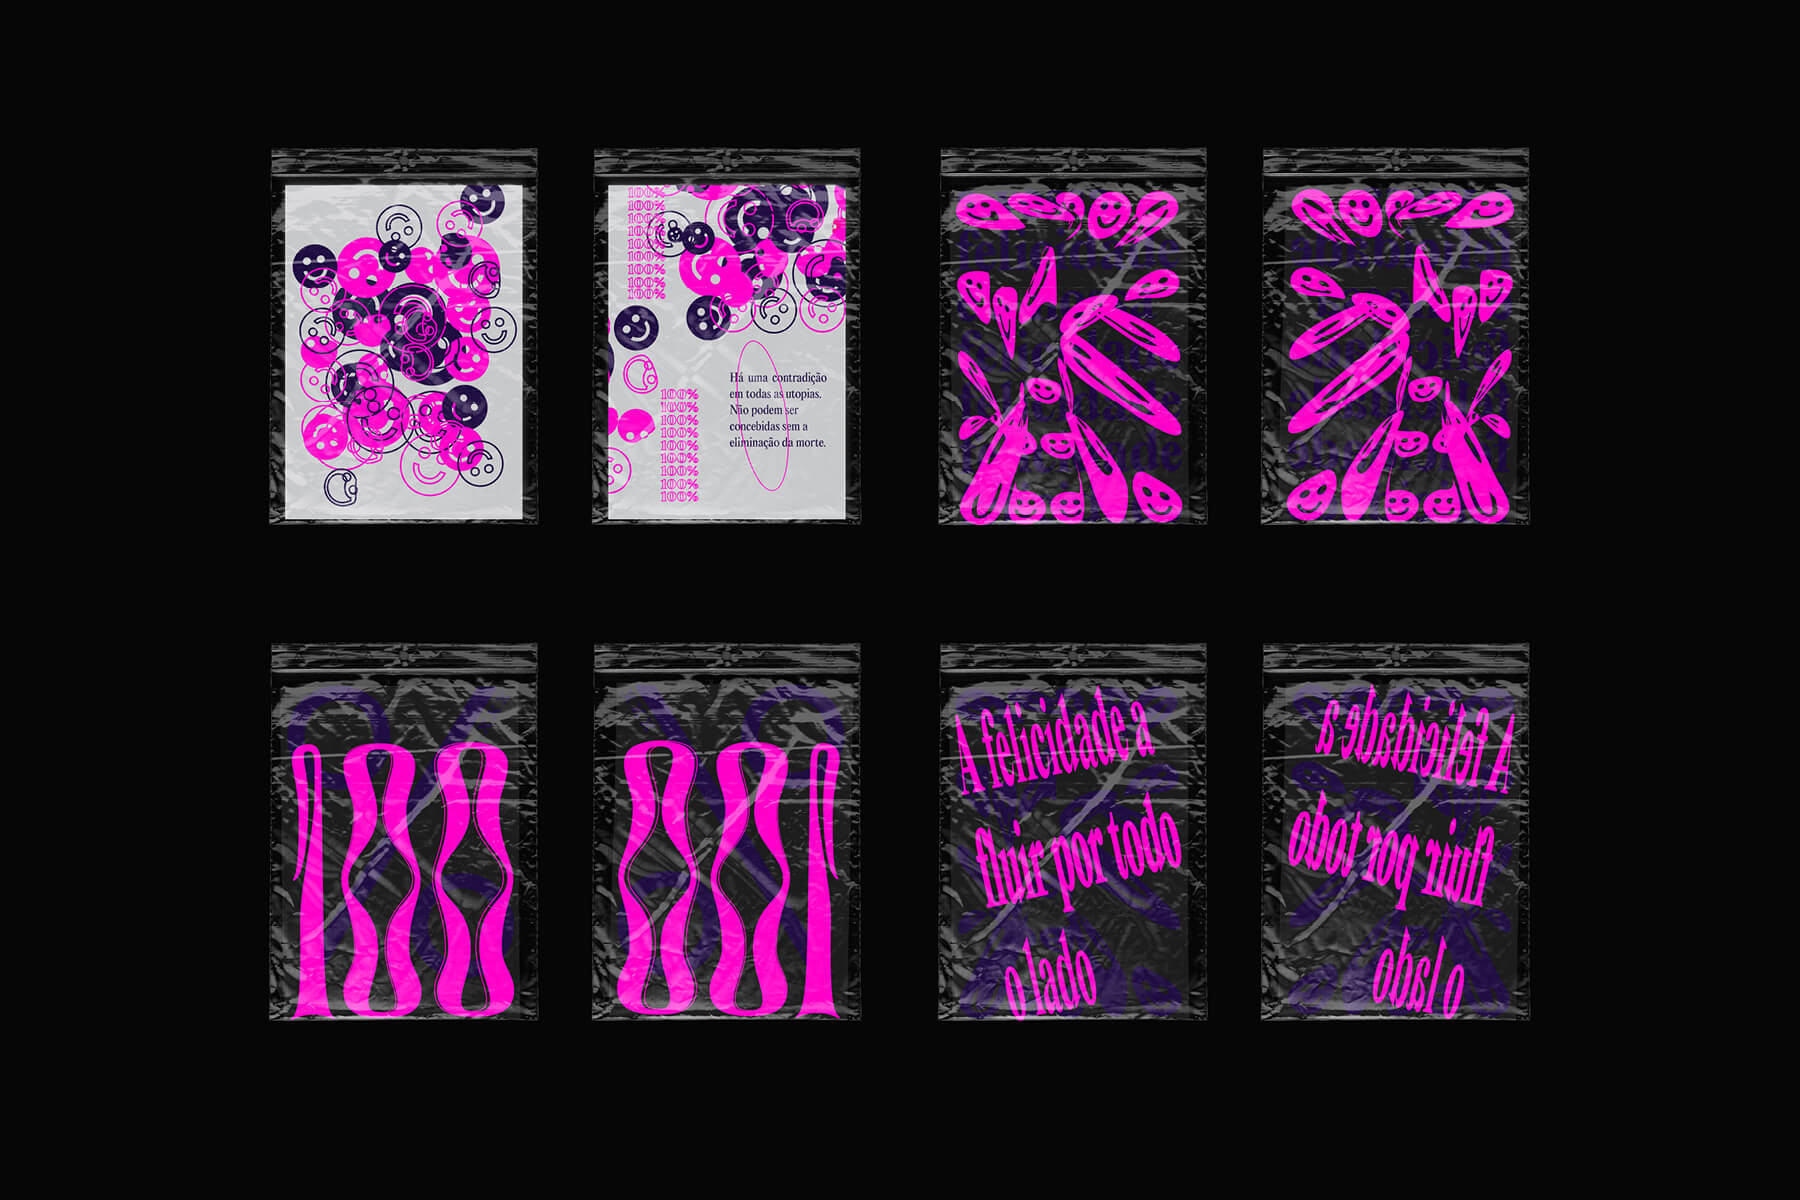 100%
100%
100%
100%
100%
100%
100%
100%
100%
Há uma contradição
em todas as utopias.
Não podem ser
concebidas sem a
eliminação da morte.
100%
100%
100%
100%
100%
100%
100%
100%
100%
100
100
A felicidade a
fluir por todo
o lado
A felicidade a
fluir por todo
o lado